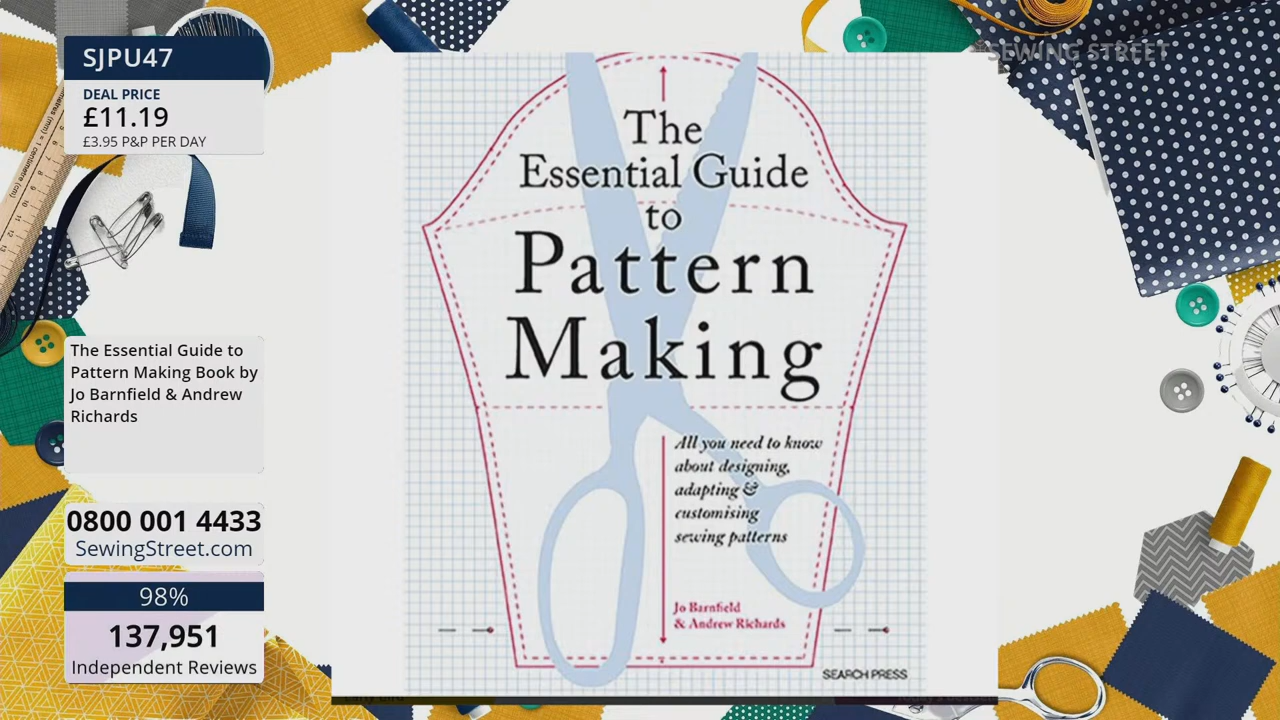 SJPU47
DEAL PRICE
£11.19
£3.95 P&P PER DAY
The Essential Guide to
Pattern Making Book by
Jo Barnfield & Andrew
Richards
0800 001 4433
SewingStreet.com
98%
137,951
Independent Reviews
SEWING STREET
The
Essential Guide
to
Pattern
Making
All you need to know
about designing,
adapting &
customising
sewing patterns
Jo Barnfield
& Andrew Richards
SEARCH PRESS